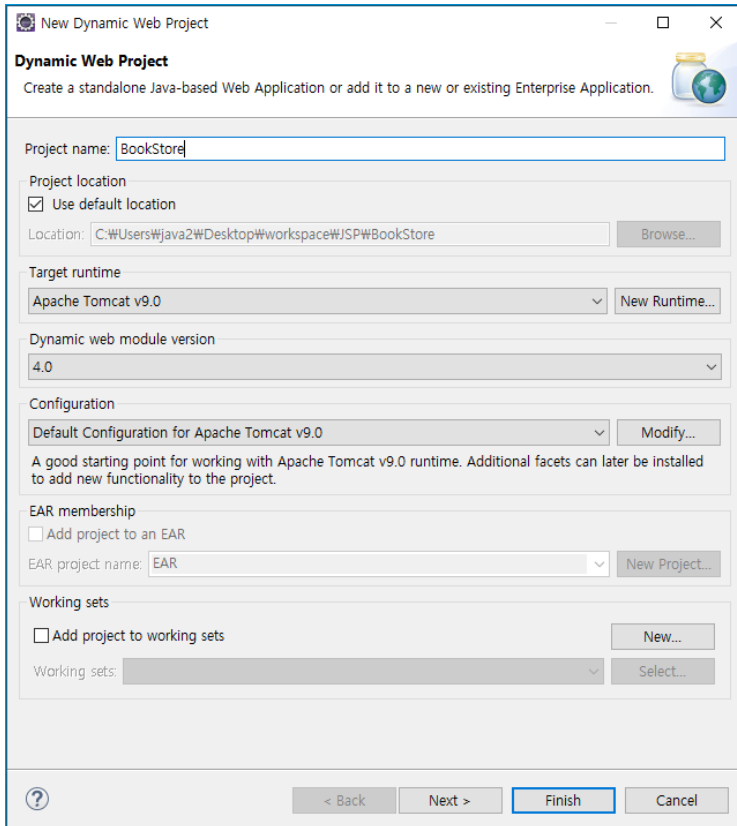 New Dynamic Web Project
Dynamic Web Project
Create a standalone Java-based Web Application or add it to a new or existing Enterprise Application.
Project name: BookStore
Project location
Use default location
Location: C:₩Users₩java2₩Desktop₩workspace₩JSP₩BookStore Browse...
Target runtime
Apache Tomcat v9.0 New Runtime...
Dynamic web module version
4.0
Configuration
Default Configuration for Apache Tomcat v9.0 Modify...
A good starting point for working with Apache Tomcat v9.0 runtime. Additional facets can later be installed
to add new functionality to the project.
EAR membership
Add project to an EAR
EAR project name: EAR New Project...
Working sets
Add project to working sets New...
Working sets: Select...
? < Back Next > Finish Cancel